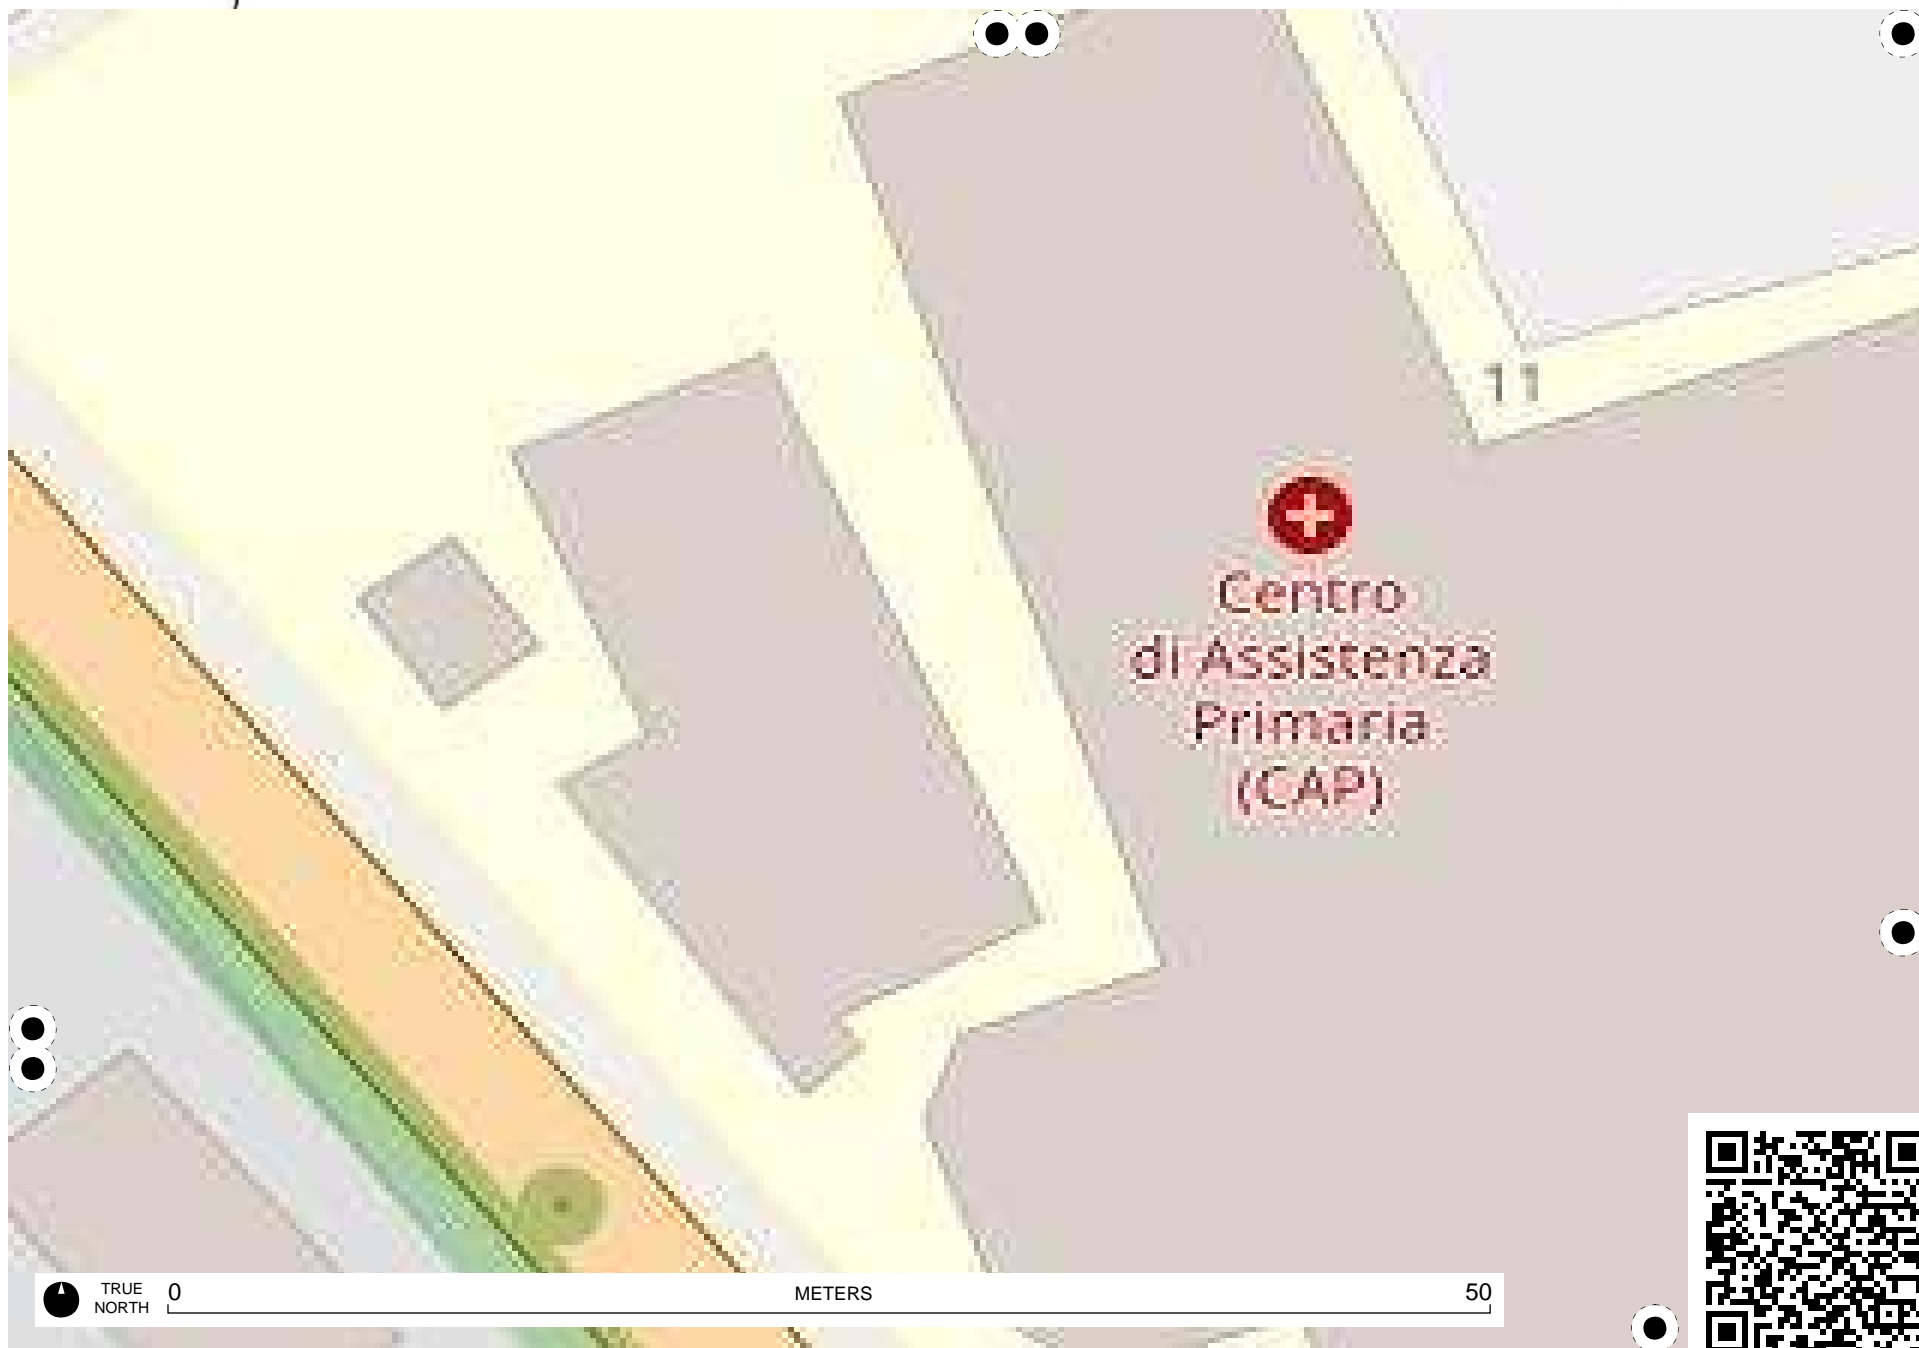 11
Centro
di Assistenza
Primaria
(CAP)
TRUE
NORTH
0
METERS
50